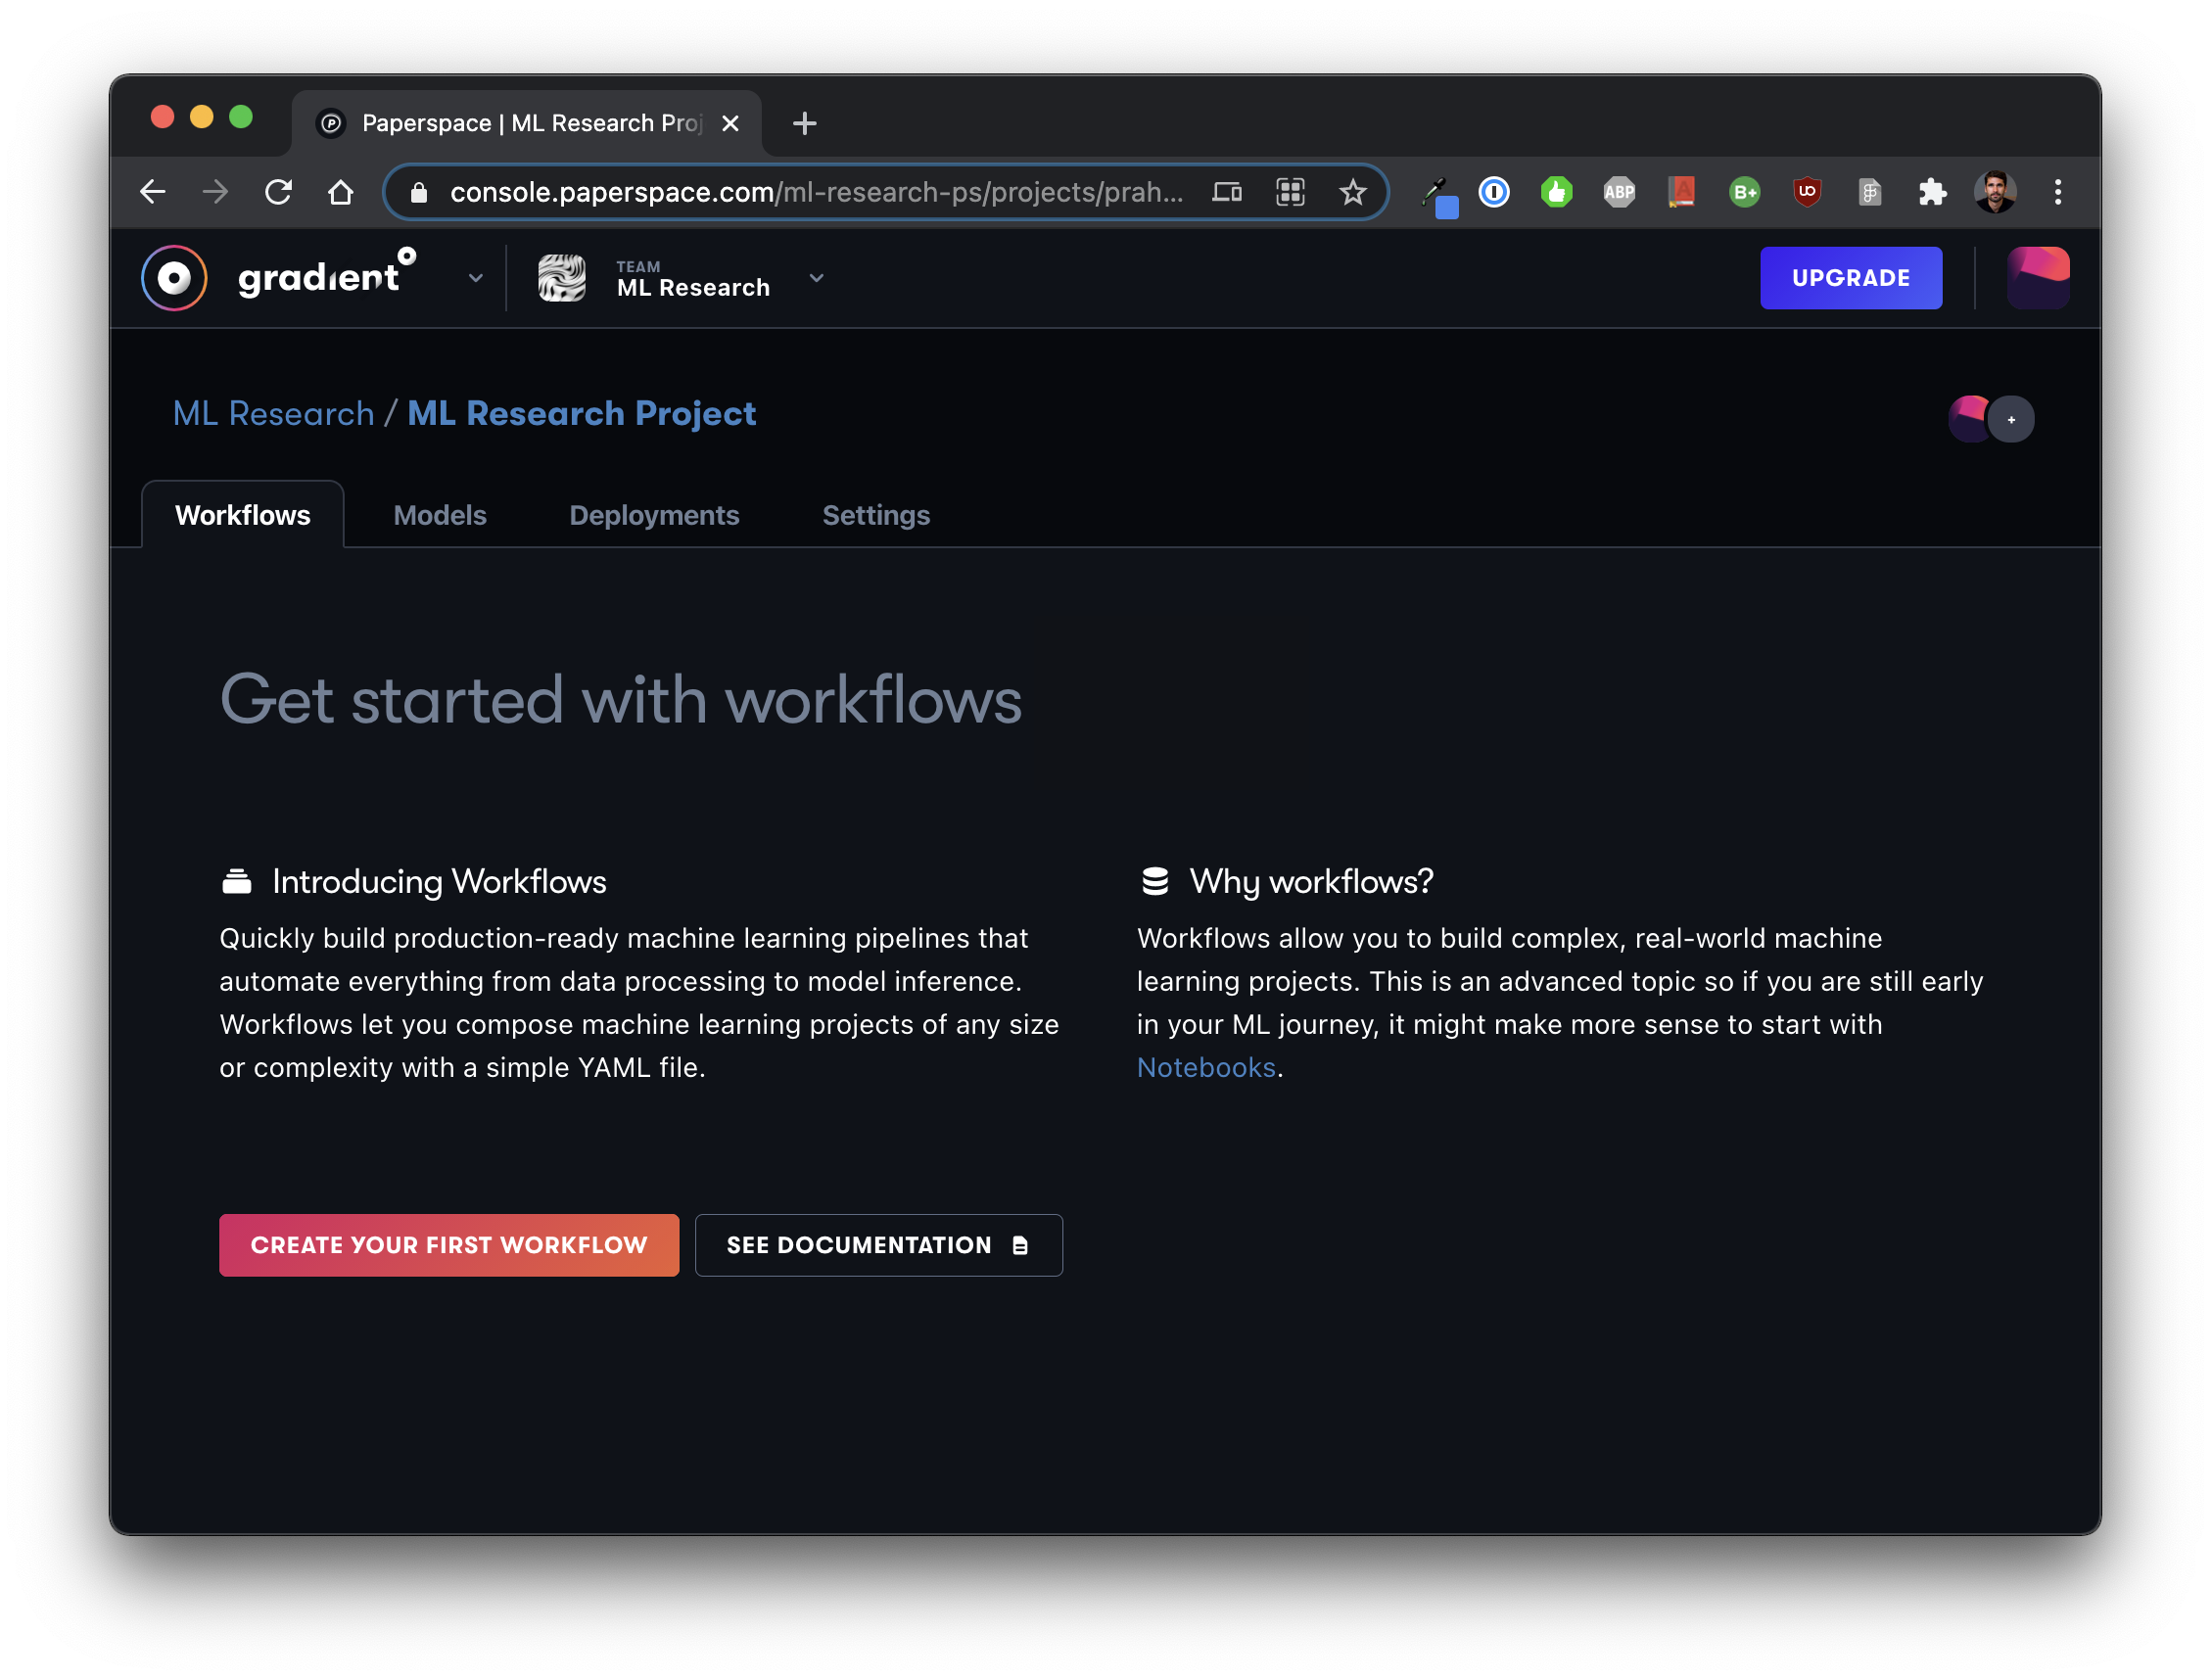 Paperspace | ML Research Proj
console.paperspace.com/ml-research-ps/projects/prah...
ABP
B+
gradient
TEAM
ML Research
UPGRADE
ML Research / ML Research Project
+
Workflows
Models
Deployments
Settings
Get started with workflows
Introducing Workflows
Quickly build production-ready machine learning pipelines that
automate everything from data processing to model inference.
Workflows let you compose machine learning projects of any size
or complexity with a simple YAML file.
Why workflows?
Workflows allow you to build complex, real-world machine
learning projects. This is an advanced topic so if you are still early
in your ML journey, it might make more sense to start with
Notebooks.
CREATE YOUR FIRST WORKFLOW
SEE DOCUMENTATION